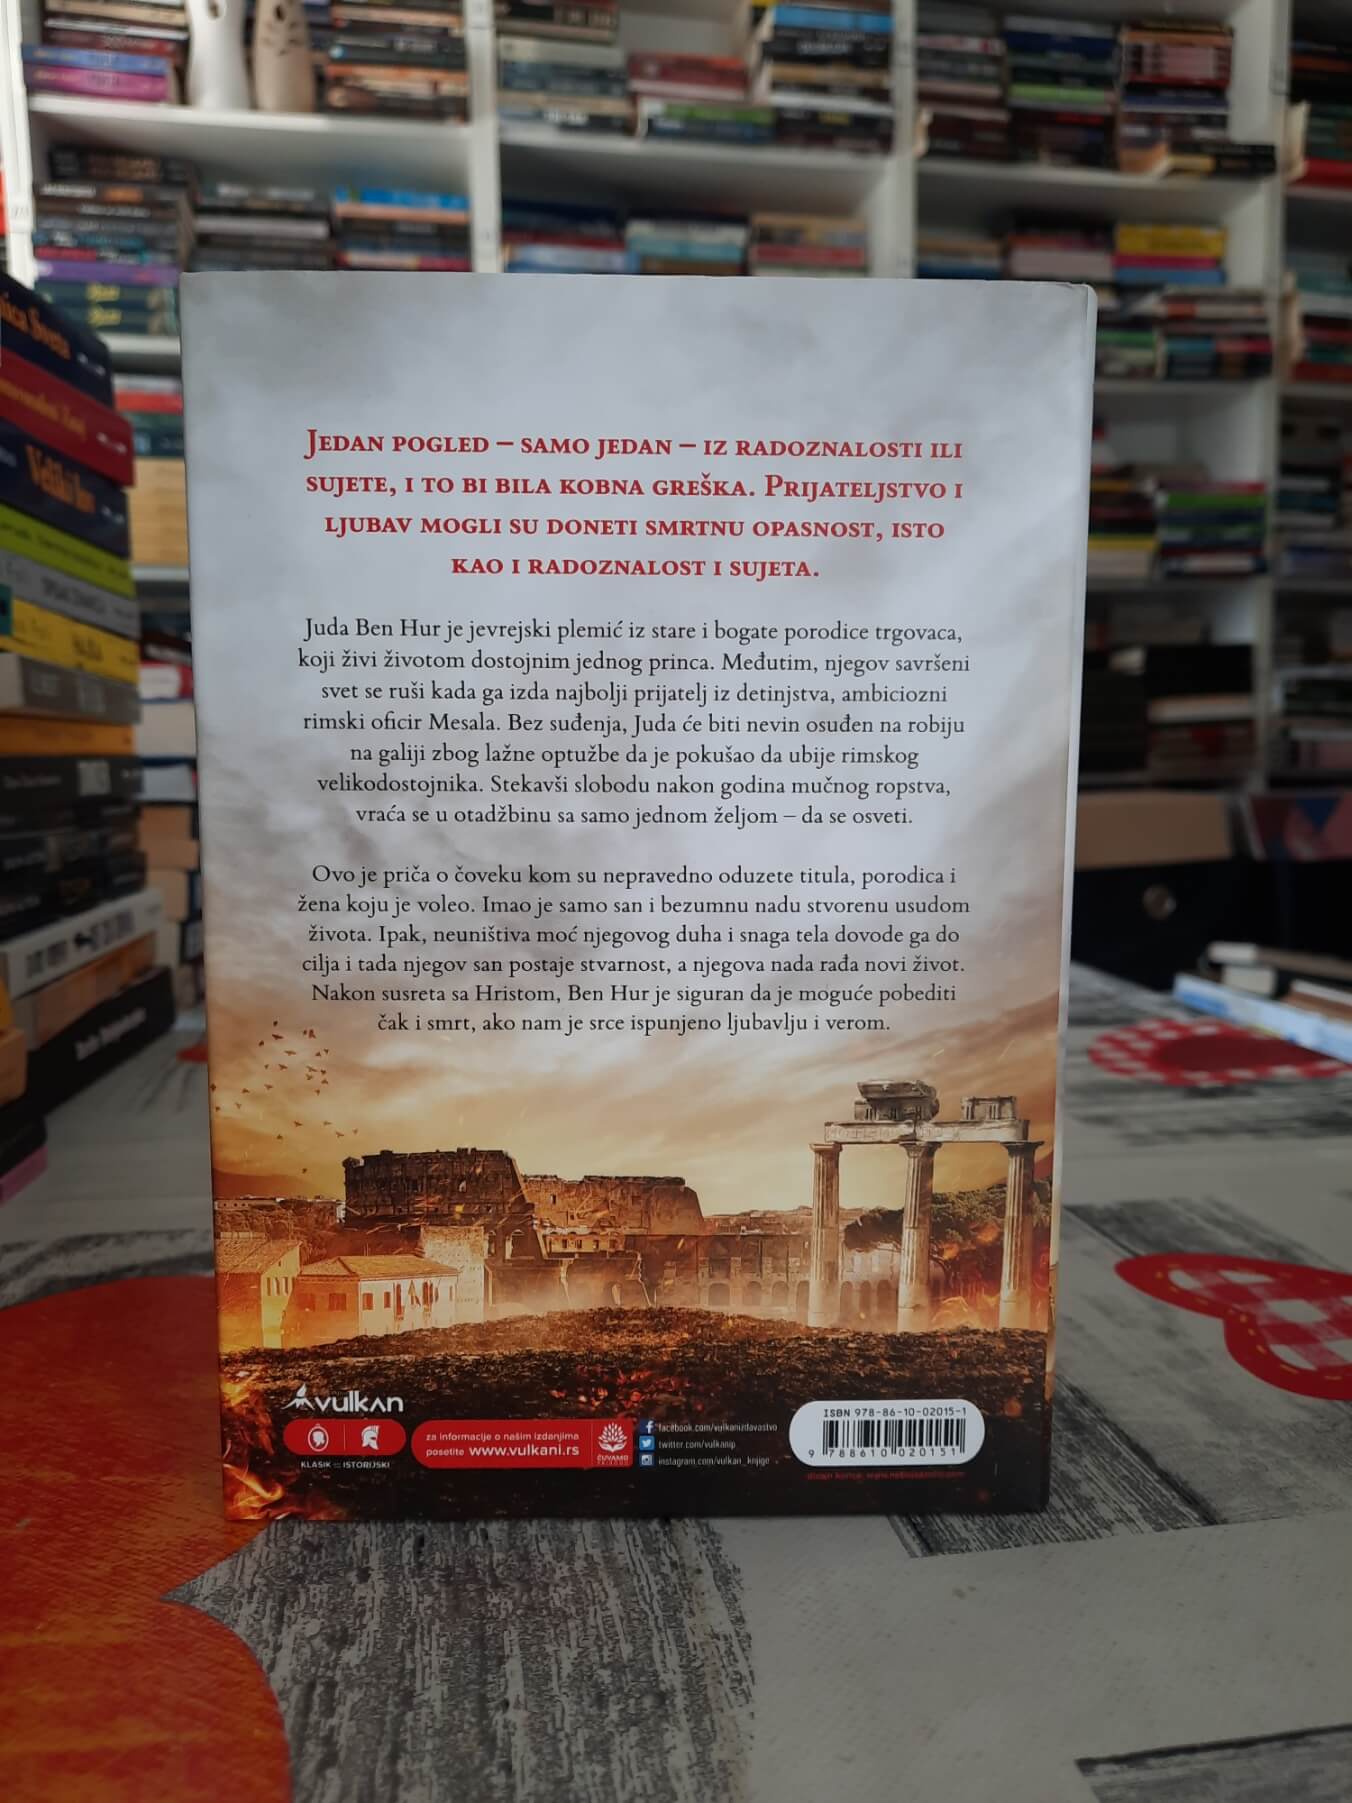 Jedan pogled – samo jedan – iz radoznalosti ili
sujete, i to bi bila kobna greška. Prijateljstvo i
ljubav mogli su doneti smrtnu opasnost, isto
kao i radoznalost i sujeta.
Juda Ben Hur je jevrejski plemić iz stare i bogate porodice trgovaca,
koji živi životom dostojnim jednog princa. Međutim, njegov savršeni
svet se ruši kada ga izda najbolji prijatelj iz detinjstva, ambiciozni
rimski oficir Mesala. Bez suđenja, Juda će biti nevin osuđen na robiju
na galiji zbog lažne optužbe da je pokušao da ubije rimskog
velikodostojnika. Stekavši slobodu nakon godina mučnog ropstva,
vraća se u otadžbinu sa samo jednom željom – da se osveti.
Ovo je priča o čoveku kom su nepravedno oduzete titula, porodica i
žena koju je voleo. Imao je samo san i bezumnu nadu stvorenu usudom
života. Ipak, neuništiva moć njegovog duha i snaga tela dovode ga do
cilja i tada njegov san postaje stvarnost, a njegova nada rađa novi život.
Nakon susreta sa Hristom, Ben Hur je siguran da je moguće pobediti
čak i smrt, ako nam je srce ispunjeno ljubavlju i verom.
vulkan
KLASIK
ISTORIJSKI
za informacije o našim izdanjima
posetite www.vulkani.rs
ČUVAMO
PRIRODU
facebook.com/vulkanizdavastvo
twitter.com/vulkanip
instagram.com/vulkan_knjige
ISBN 978-86-10-02015-1
9 788610 020151